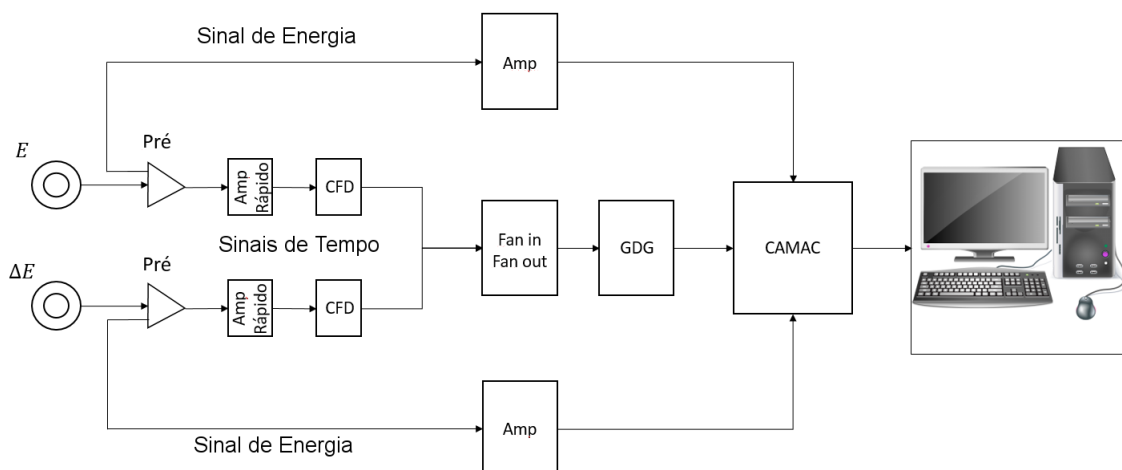 Sinal de Energia
Amp
Pré
E
Amp
Rápido
CFD
Sinais de Tempo
Fan in
Fan out
GDG
CAMAC
Pré
ΔE
Amp
Rápido
CFD
Sinal de Energia
Amp